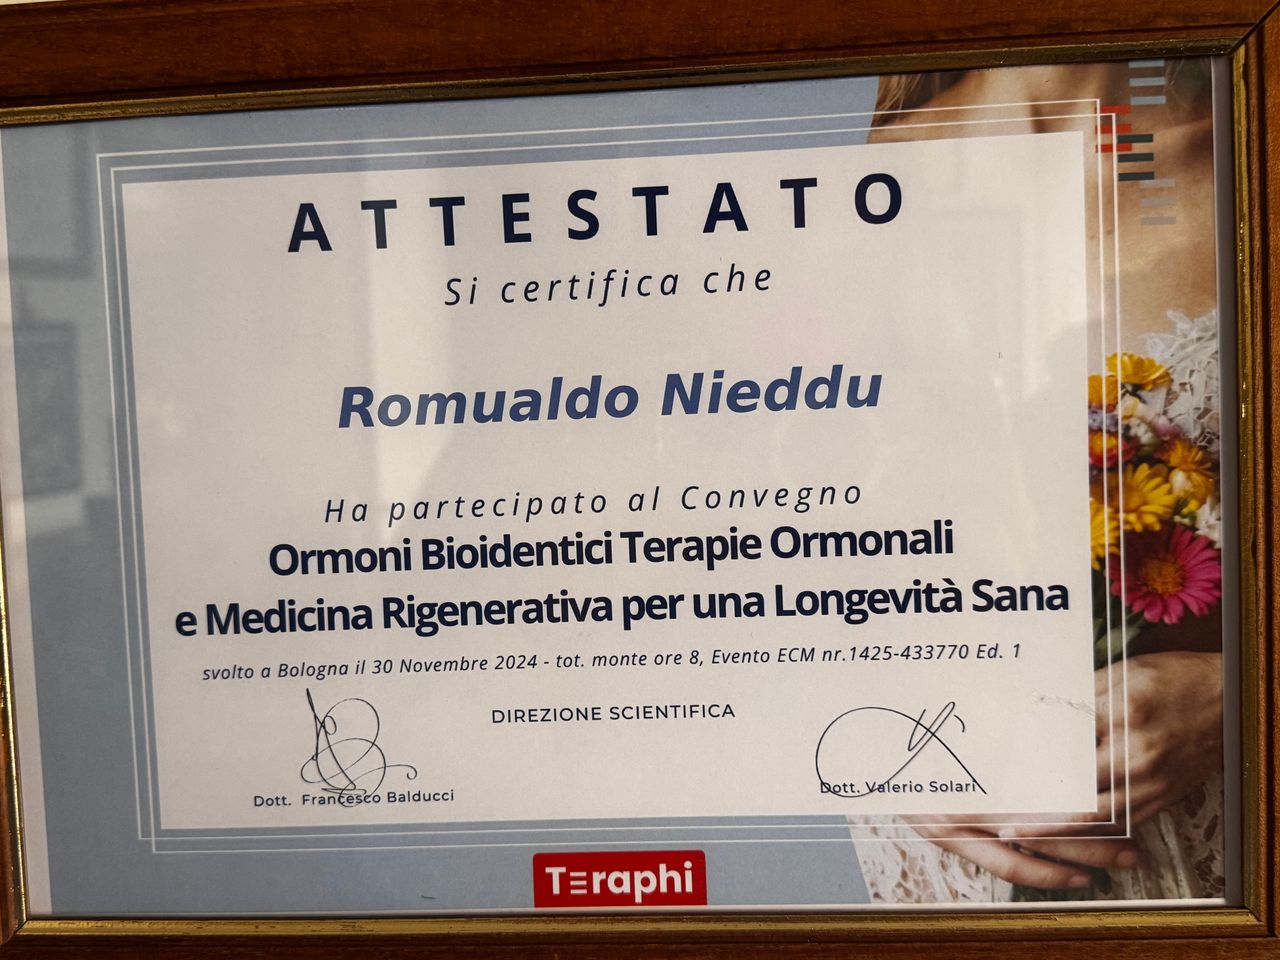 ATTESTATO
Si certifica che
Romualdo Nieddu
Ha partecipato al Convegno
Ormoni Bioidentici Terapie Ormonali
e Medicina Rigenerativa per una Longevità Sana
svolto a Bologna il 30 Novembre 2024 - tot. monte ore 8, Evento ECM nr.1425-433770 Ed. 1
DIREZIONE SCIENTIFICA
Dott. Francesco Balducci
Dott. Valerio Solari
Teraphi